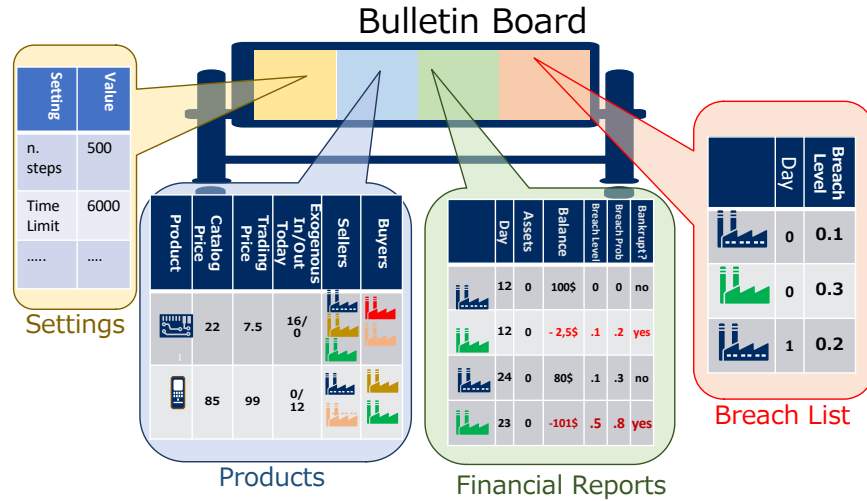 Bulletin Board
Setting Value
n. steps 500
Time Limit 6000
..... ....
Settings
Product Catalog Price Trading Price Exogenous In/Out Today Sellers Buyers
22 7.5 16/ 0
85 99 0/ 12
Products
Day Assets Balance Breach Level Breach Prob Bankrupt?
12 0 100$ 0 0 no
12 0 - 2,5$ .1 .2 yes
24 0 80$ .1 .3 no
23 0 -101$ .5 .8 yes
Financial Reports
Day Breach Level
0 0.1
0 0.3
1 0.2
Breach List